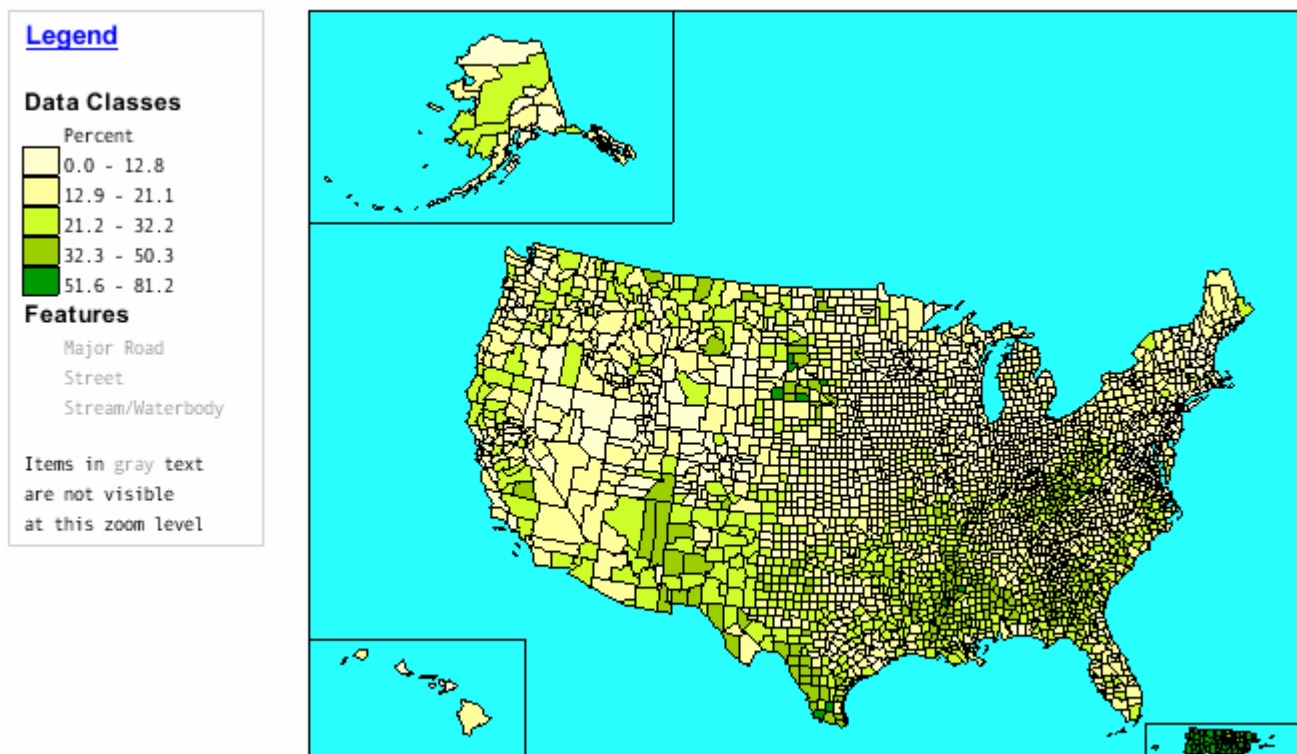 Legend
Data Classes
Percent
0.0 - 12.8
12.9 - 21.1
21.2 - 32.2
32.3 - 50.3
51.6 - 81.2
Features
Major Road
Street
Stream/Waterbody
Items in gray text
are not visible
at this zoom level